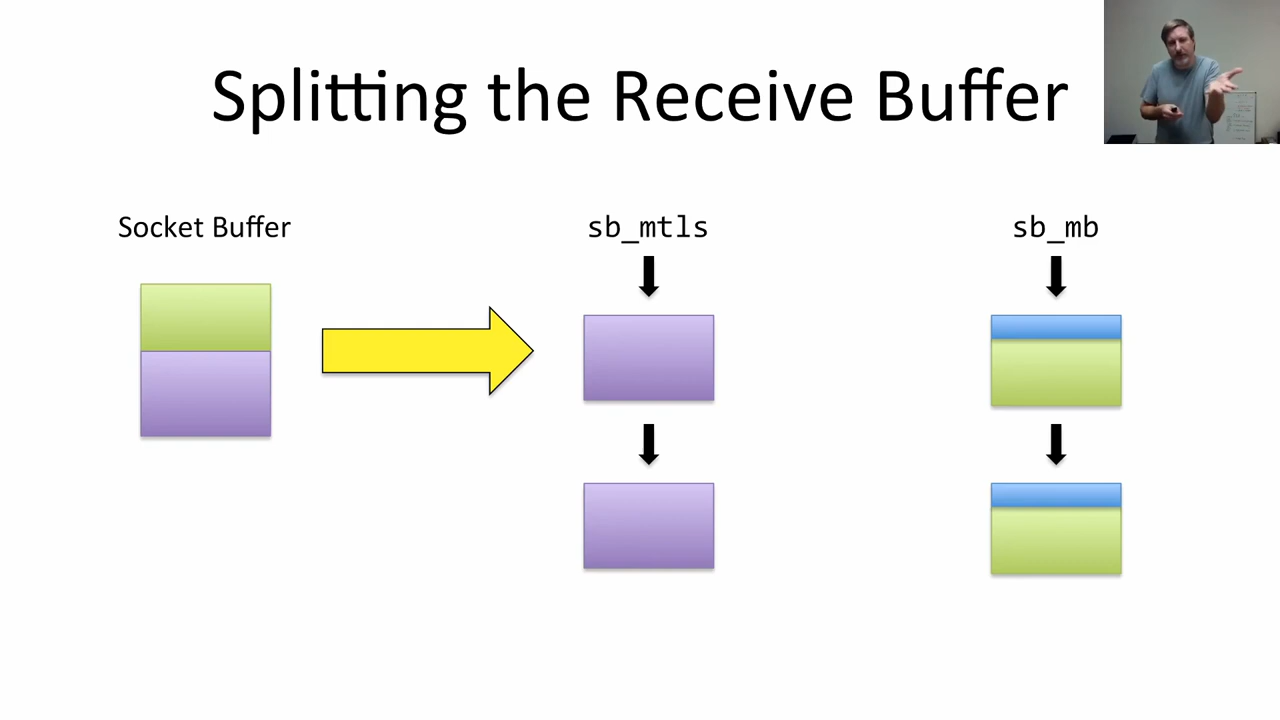 Splitting the Receive Buffer
Socket Buffer
sb_mtls
sb_mb